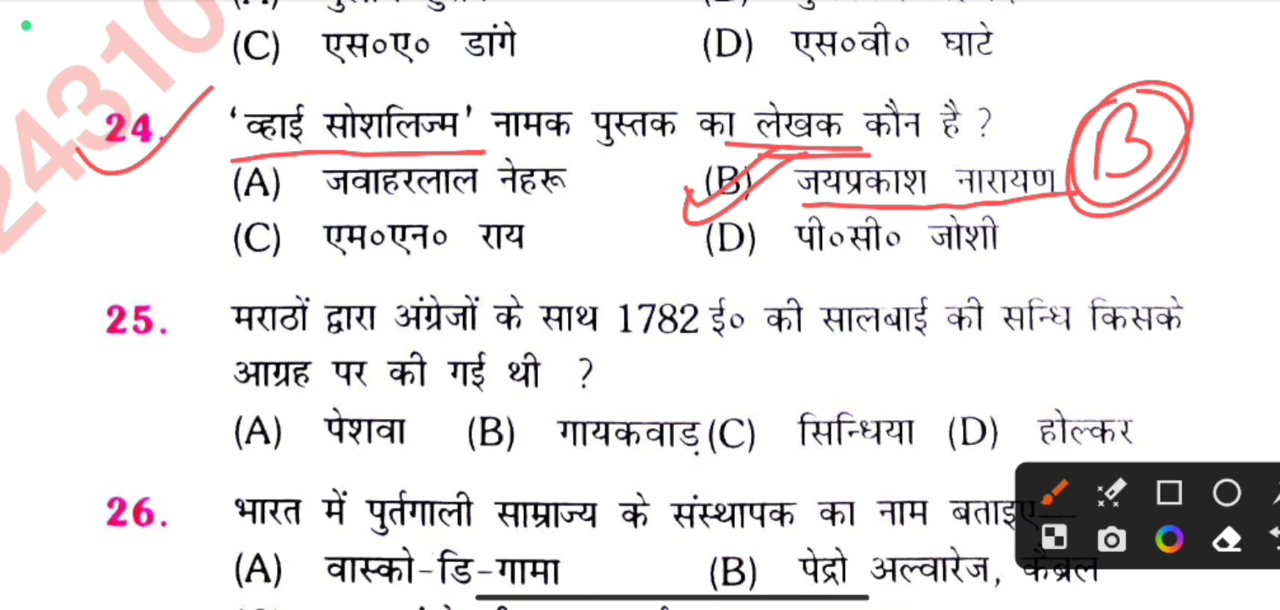 (C) एस०ए० डांगे (D) एस०वी० घाटे
24310
24. 'व्हाई सोशलिज्म' नामक पुस्तक का लेखक कौन है ?
B
(A) जवाहरलाल नेहरू (B) जयप्रकाश नारायण
(C) एम०एन० राय (D) पी०सी० जोशी
25. मराठों द्वारा अंग्रेजों के साथ 1782 ई० की सालबाई की सन्धि किसके
आग्रह पर की गई थी ?
(A) पेशवा (B) गायकवाड़ (C) सिन्धिया (D) होल्कर
26. भारत में पुर्तगाली साम्राज्य के संस्थापक का नाम बताइए—
(A) वास्को-डि-गामा (B) पेद्रो अल्वारेज, कैब्रल